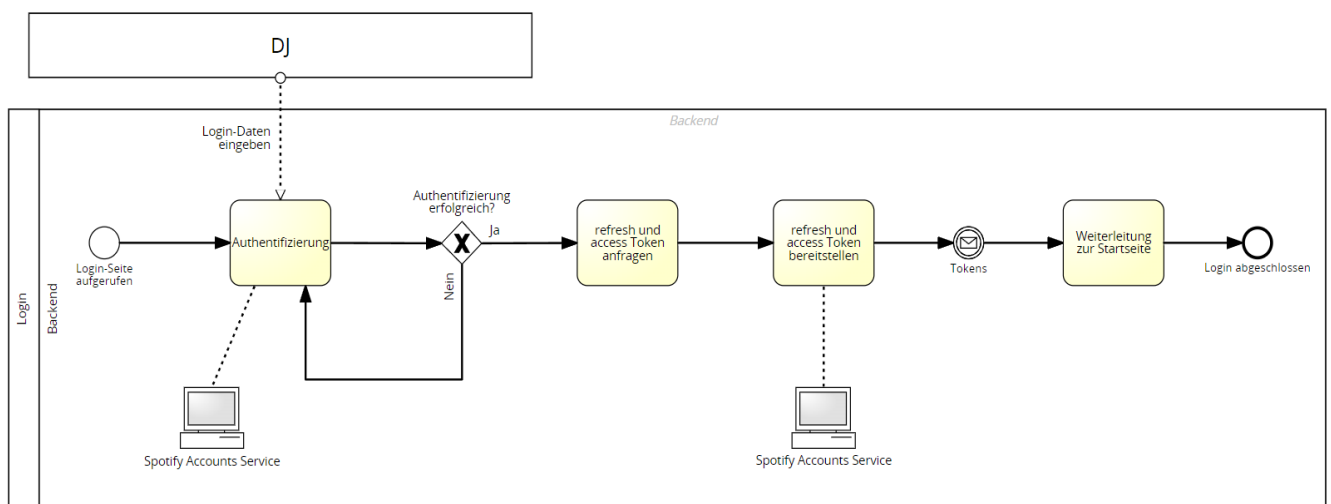 DJ
Backend
Login-Daten
eingeben
Authentifizierung
erfolgreich?
Ja
Nein
Login-Seite
aufgerufen
Authentifizierung
refresh und
access Token
anfragen
refresh und
access Token
bereitstellen
Tokens
Weiterleitung
zur Startseite
Login abgeschlossen
Login
Backend
Spotify Accounts Service
Spotify Accounts Service